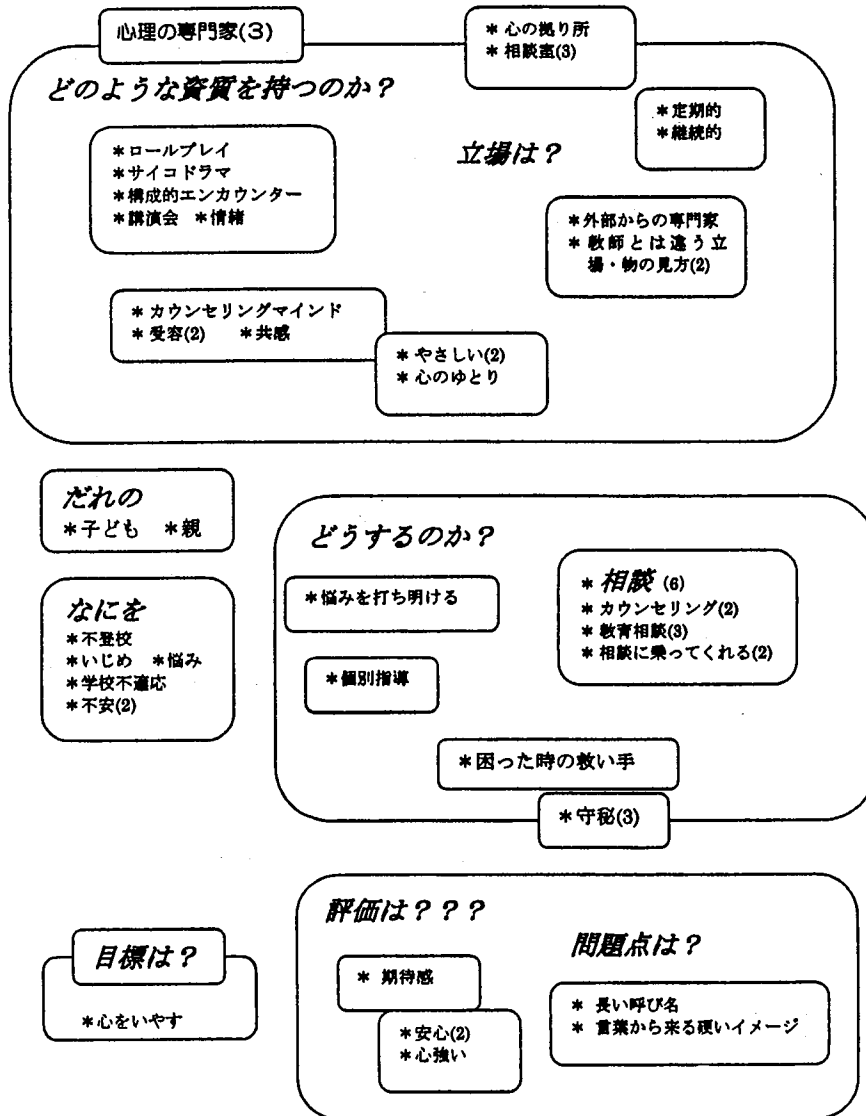 心理の専門家(3)
* 心の拠り所
* 相談室(3)
どのような資質を持つのか？
* 定期的
* 継続的
立場は？
* ロールプレイ
* サイコドラマ
* 構成的エンカウンター
* 講演会 * 情緒
* 外部からの専門家
* 教師とは違う立
場・物の見方(2)
* カウンセリングマインド
* 受容(2) * 共感
* やさしい(2)
* 心のゆとり
だれの
* 子ども * 親
なにを
* 不登校
* いじめ * 悩み
* 学校不適応
* 不安(2)
どうするのか？
* 悩みを打ち明ける
* 相談 (6)
* カウンセリング(2)
* 教育相談(3)
* 相談に乗ってくれる(2)
* 個別指導
* 困った時の救い手
* 守秘(3)
目標は？
* 心をいやす
評価は？？？
* 期待感
* 安心(2)
* 心強い
問題点は？
* 長い呼び名
* 言葉から来る硬いイメージ